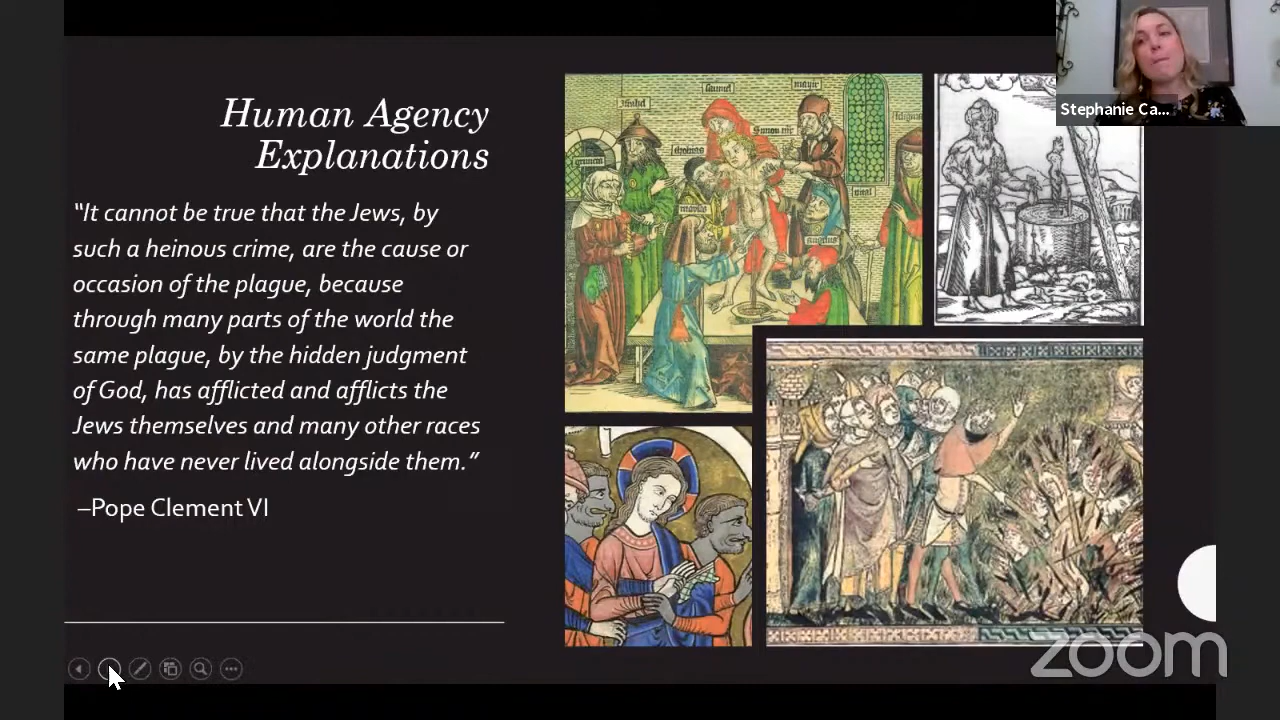 Human Agency
Explanations
“It cannot be true that the Jews, by
such a heinous crime, are the cause or
occasion of the plague, because
through many parts of the world the
same plague, by the hidden judgment
of God, has afflicted and afflicts the
Jews themselves and many other races
who have never lived alongside them.”
–Pope Clement VI
Stephanie Ca...
zoom